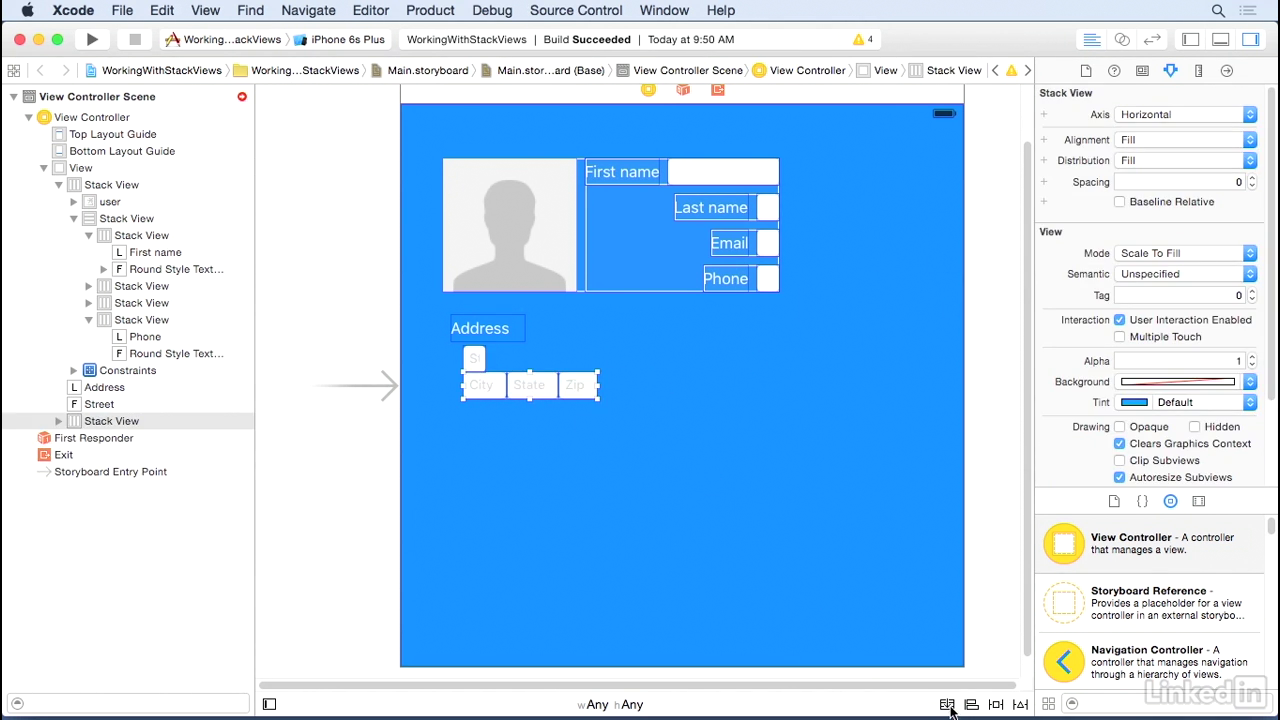 Xcode File Edit View Find Navigate Editor Product Debug Source Control Window Help
Working...ackViews iPhone 6s Plus WorkingWithStackViews Build Succeeded Today at 9:50 AM 4
WorkingWithStackViews Working...StackViews Main.storyboard Main.stor...ard (Base) View Controller Scene View Controller View Stack View
View Controller Scene
View Controller
Top Layout Guide
Bottom Layout Guide
View
Stack View
user
Stack View
Stack View
L First name
F Round Style Text...
Stack View
Stack View
Stack View
L Phone
F Round Style Text...
Constraints
L Address
F Street
Stack View
First Responder
Exit
Storyboard Entry Point
First name
Last name
Email
Phone
Address
St
City State Zip
wAny hAny
Stack View
Axis Horizontal
Alignment Fill
Distribution Fill
Spacing 0
Baseline Relative
View
Mode Scale To Fill
Semantic Unspecified
Tag 0
Interaction User Interaction Enabled
Multiple Touch
Alpha 1
Background
Tint Default
Drawing Opaque Hidden
Clears Graphics Context
Clip Subviews
Autoresize Subviews
View Controller - A controller
that manages a view.
Storyboard Reference -
Provides a placeholder for a view
controller in an external storybo...
Navigation Controller - A
controller that manages navigation
through a hierarchy of views.
LinkedIn